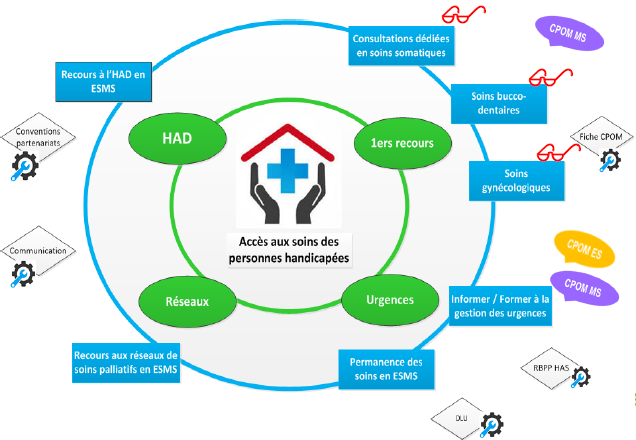 Consultations dédiées
en soins somatiques
CPOM MS
Recours à l'HAD en
ESMS
Soins bucco-
dentaires
Conventions
partenariats
HAD
1ers recours
Fiche CPOM
Soins
gynécologiques
Accès aux soins des
personnes handicapées
Communication
CPOM ES
CPOM MS
Réseaux
Urgences
Informer / Former à la
gestion des urgences
Recours aux réseaux de
soins palliatifs en ESMS
Permanence des
soins en ESMS
RBPP HAS
DLU